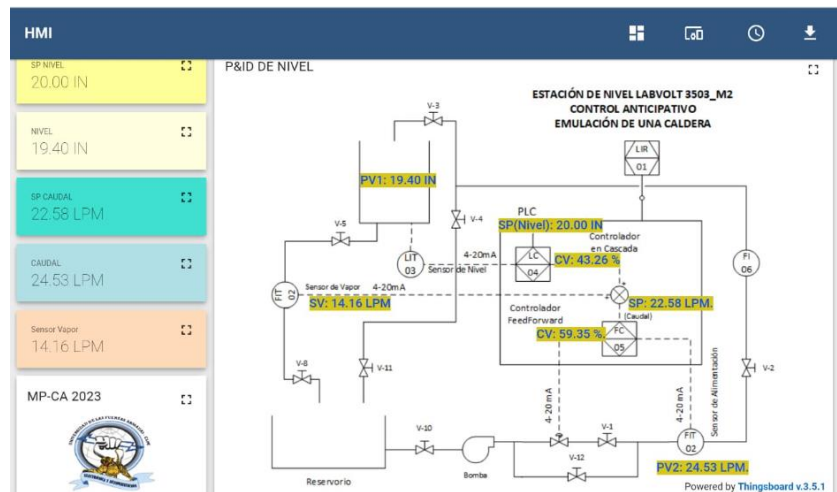 HMI
SP NIVEL
20.00 IN
NIVEL
19.40 IN
SP CAUDAL
22.58 LPM
CAUDAL
24.53 LPM
Sensor Vapor
14.16 LPM
MP-CA 2023
P&ID DE NIVEL
ESTACIÓN DE NIVEL LABVOLT 3503_M2
CONTROL ANTICIPATIVO
EMULACIÓN DE UNA CALDERA
V-3
LIR
01
PV1: 19.40 IN
PLC
SP(Nivel): 20.00 IN
V-4
V-5
Controlador
en Cascada
LIT
03
4-20mA
Sensor de Nivel
LC
04
CV: 43.26 %
FI
06
FIT
02
Sensor de Vapor
4-20mA
SV: 14.16 LPM
SP: 22.58 LPM.
(Caudal)
Controlador
FeedForward
CV: 59.35 %.
FC
05
V-8
V-11
V-2
4-20 mA
4-20 mA
Sensor de Alimentación
V-10
V-1
V-12
FIT
02
Bomba
Reservorio
PV2: 24.53 LPM.
Powered by Thingsboard v.3.5.1